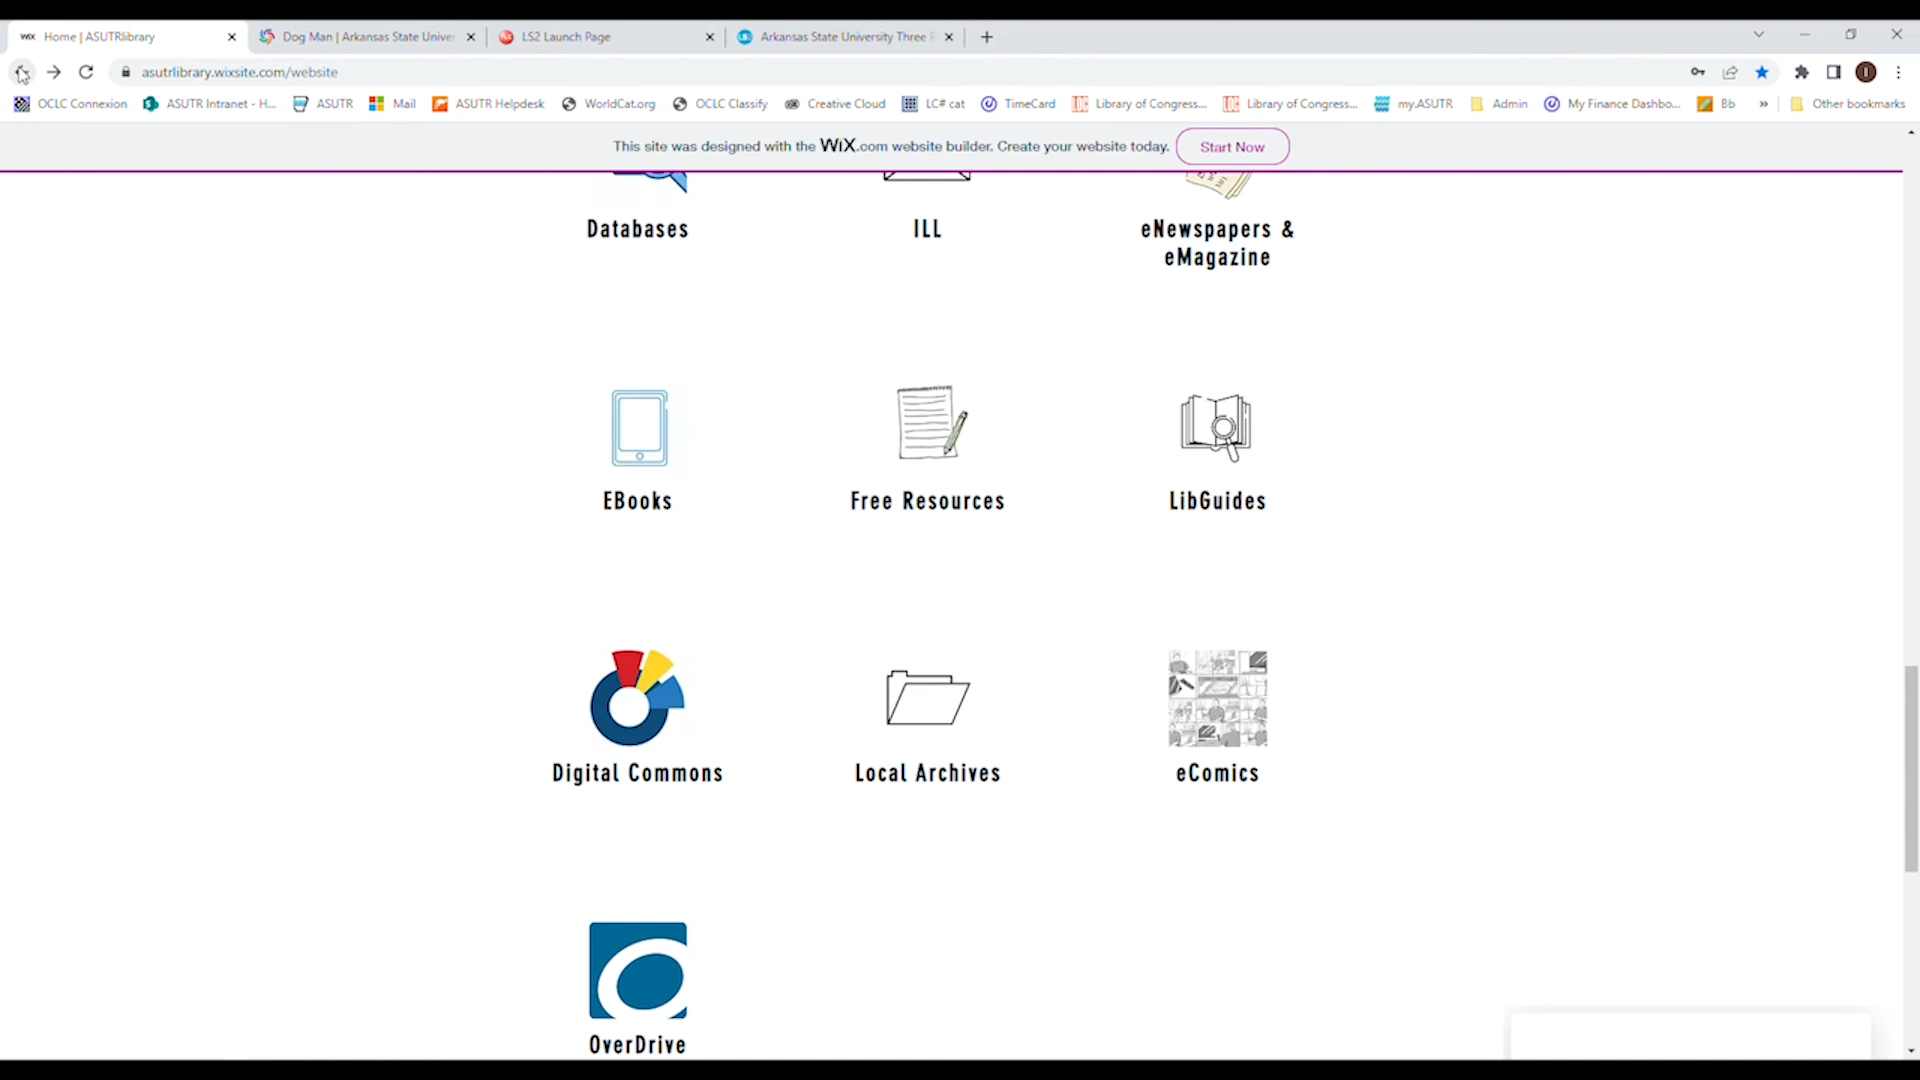 WiX Home | ASUTRlibrary
Dog Man | Arkansas State Univer
LS2 Launch Page
Arkansas State University Three
asutrlibrary.wixsite.com/website
OCLC Connexion ASUTR Intranet - H... ASUTR Mail ASUTR Helpdesk WorldCat.org OCLC Classify Creative Cloud LC# cat TimeCard Library of Congress... Library of Congress... my.ASUTR Admin My Finance Dashbo... Bb » Other bookmarks
This site was designed with the WiX.com website builder. Create your website today. Start Now
Databases
ILL
eNewspapers &
eMagazine
EBooks
Free Resources
LibGuides
Digital Commons
Local Archives
eComics
OverDrive